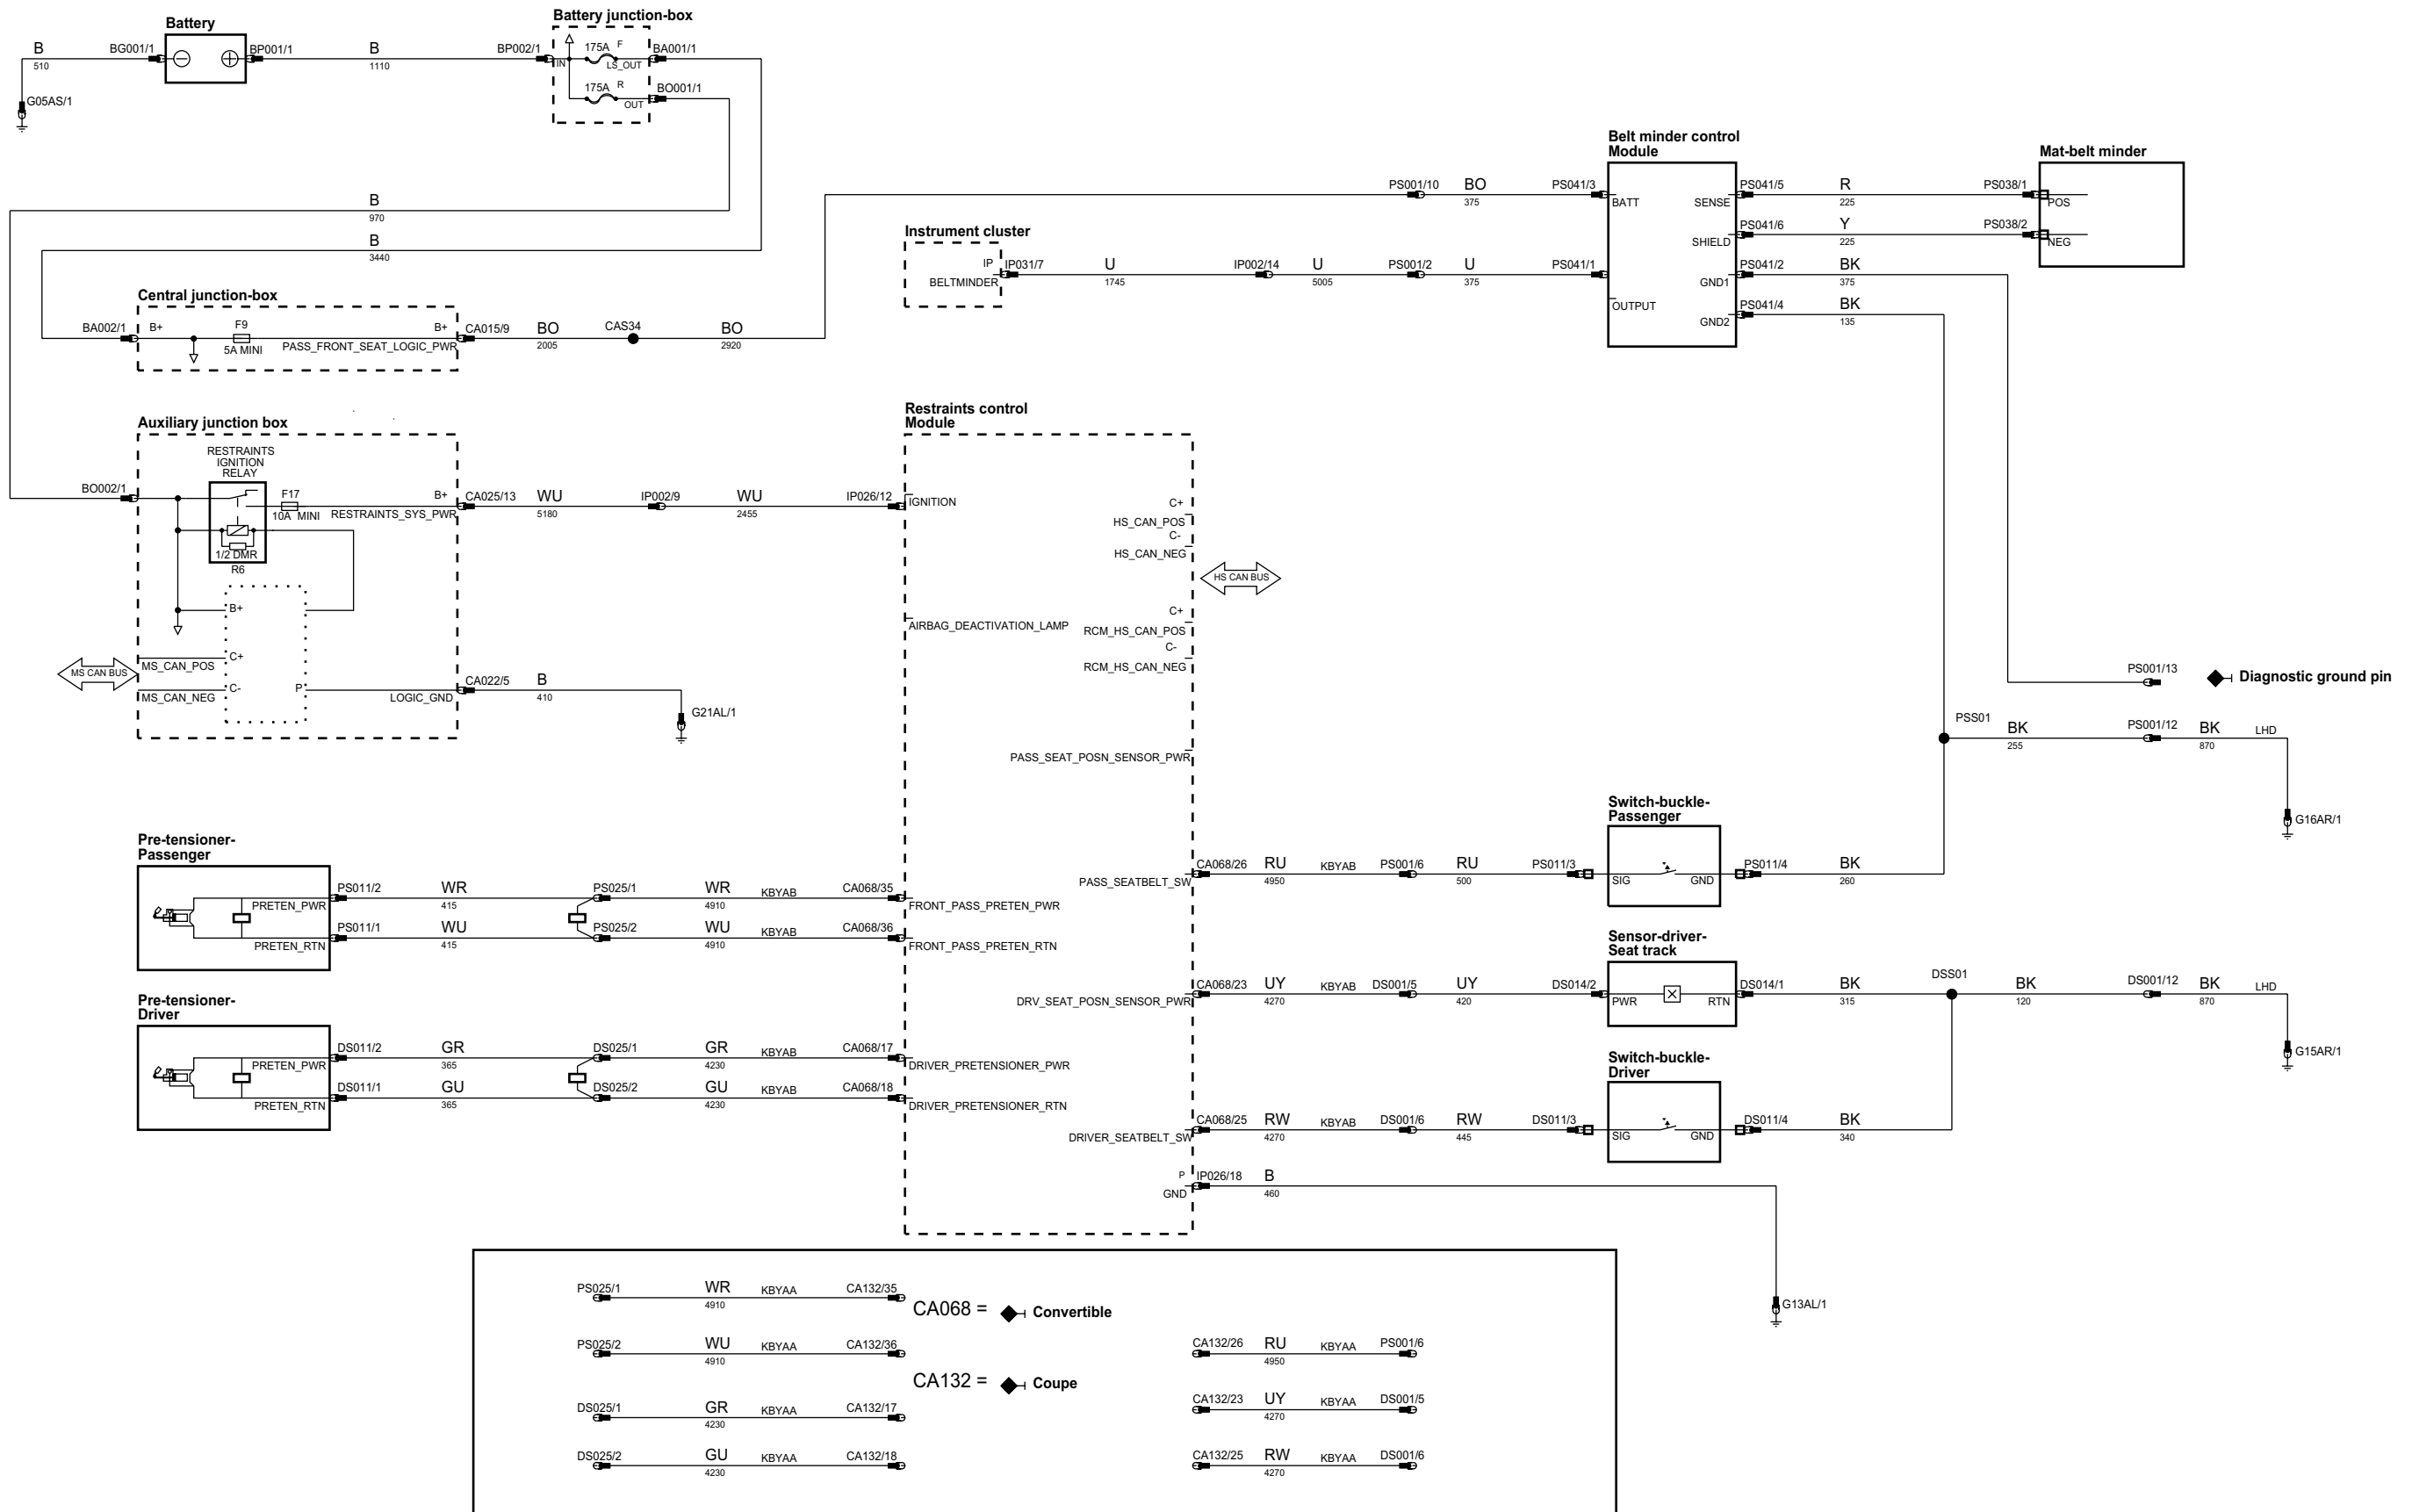 Battery
Battery junction-box
B
510
BG001/1
BP001/1
B
1110
BP002/1
IN
175A F
LS_OUT
BA001/1
175A R
OUT
BO001/1
G05AS/1
B
970
B
3440
Belt minder control
Module
Mat-belt minder
PS001/10
BO
375
PS041/3
BATT
SENSE
PS041/5
R
225
PS038/1
POS
SHIELD
PS041/6
Y
225
PS038/2
NEG
Instrument cluster
IP
BELTMINDER
IP031/7
U
1745
IP002/14
U
5005
PS001/2
U
375
PS041/1
OUTPUT
GND1
PS041/2
BK
375
GND2
PS041/4
BK
135
Central junction-box
BA002/1
B+
F9
5A MINI
B+
PASS_FRONT_SEAT_LOGIC_PWR
CA015/9
BO
2005
CAS34
BO
2920
Auxiliary junction box
RESTRAINTS
IGNITION
RELAY
BO002/1
F17
10A MINI
B+
RESTRAINTS_SYS_PWR
CA025/13
WU
5180
IP002/9
WU
2455
IP026/12
1/2 DMR
R6
B+
MS CAN BUS
MS_CAN_POS
C+
MS_CAN_NEG
C-
P
LOGIC_GND
CA022/5
B
410
G21AL/1
Restraints control
Module
IGNITION
C+
HS_CAN_POS
C-
HS_CAN_NEG
HS CAN BUS
AIRBAG_DEACTIVATION_LAMP
C+
RCM_HS_CAN_POS
C-
RCM_HS_CAN_NEG
PASS_SEAT_POSN_SENSOR_PWR
PS001/13
Diagnostic ground pin
PSS01
BK
255
PS001/12
BK
870
LHD
G16AR/1
Pre-tensioner-
Passenger
PRETEN_PWR
PS011/2
WR
415
PS025/1
WR
4910
KBYAB
CA068/35
FRONT_PASS_PRETEN_PWR
PRETEN_RTN
PS011/1
WU
415
PS025/2
WU
4910
KBYAB
CA068/36
FRONT_PASS_PRETEN_RTN
Switch-buckle-
Passenger
PASS_SEATBELT_SW
CA068/26
RU
4950
KBYAB
PS001/6
RU
500
PS011/3
SIG
GND
PS011/4
BK
260
Sensor-driver-
Seat track
DRV_SEAT_POSN_SENSOR_PWR
CA068/23
UY
4270
KBYAB
DS001/5
UY
420
DS014/2
PWR
RTN
DS014/1
BK
315
DSS01
BK
120
DS001/12
BK
870
LHD
G15AR/1
Pre-tensioner-
Driver
PRETEN_PWR
DS011/2
GR
365
DS025/1
GR
4230
KBYAB
CA068/17
DRIVER_PRETENSIONER_PWR
PRETEN_RTN
DS011/1
GU
365
DS025/2
GU
4230
KBYAB
CA068/18
DRIVER_PRETENSIONER_RTN
Switch-buckle-
Driver
DRIVER_SEATBELT_SW
CA068/25
RW
4270
KBYAB
DS001/6
RW
445
DS011/3
SIG
GND
DS011/4
BK
340
P
GND
IP026/18
B
460
G13AL/1
PS025/1
WR
4910
KBYAA
CA132/35
CA068 =
Convertible
PS025/2
WU
4910
KBYAA
CA132/36
CA132 =
Coupe
DS025/1
GR
4230
KBYAA
CA132/17
DS025/2
GU
4230
KBYAA
CA132/18
CA132/26
RU
4950
KBYAA
PS001/6
CA132/23
UY
4270
KBYAA
DS001/5
CA132/25
RW
4270
KBYAA
DS001/6